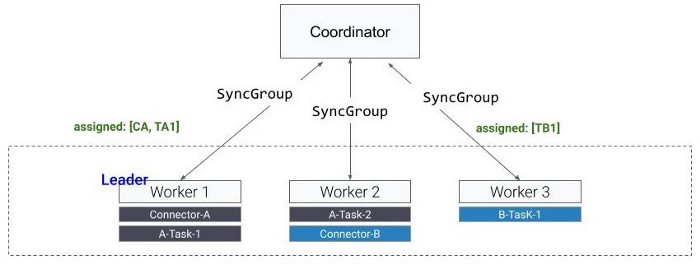 Coordinator
SyncGroup
SyncGroup
SyncGroup
assigned: [CA, TA1]
assigned: [TB1]
Leader
Worker 1
Worker 2
Worker 3
Connector-A
A-Task-2
B-TasK-1
A-Task-1
Connector-B